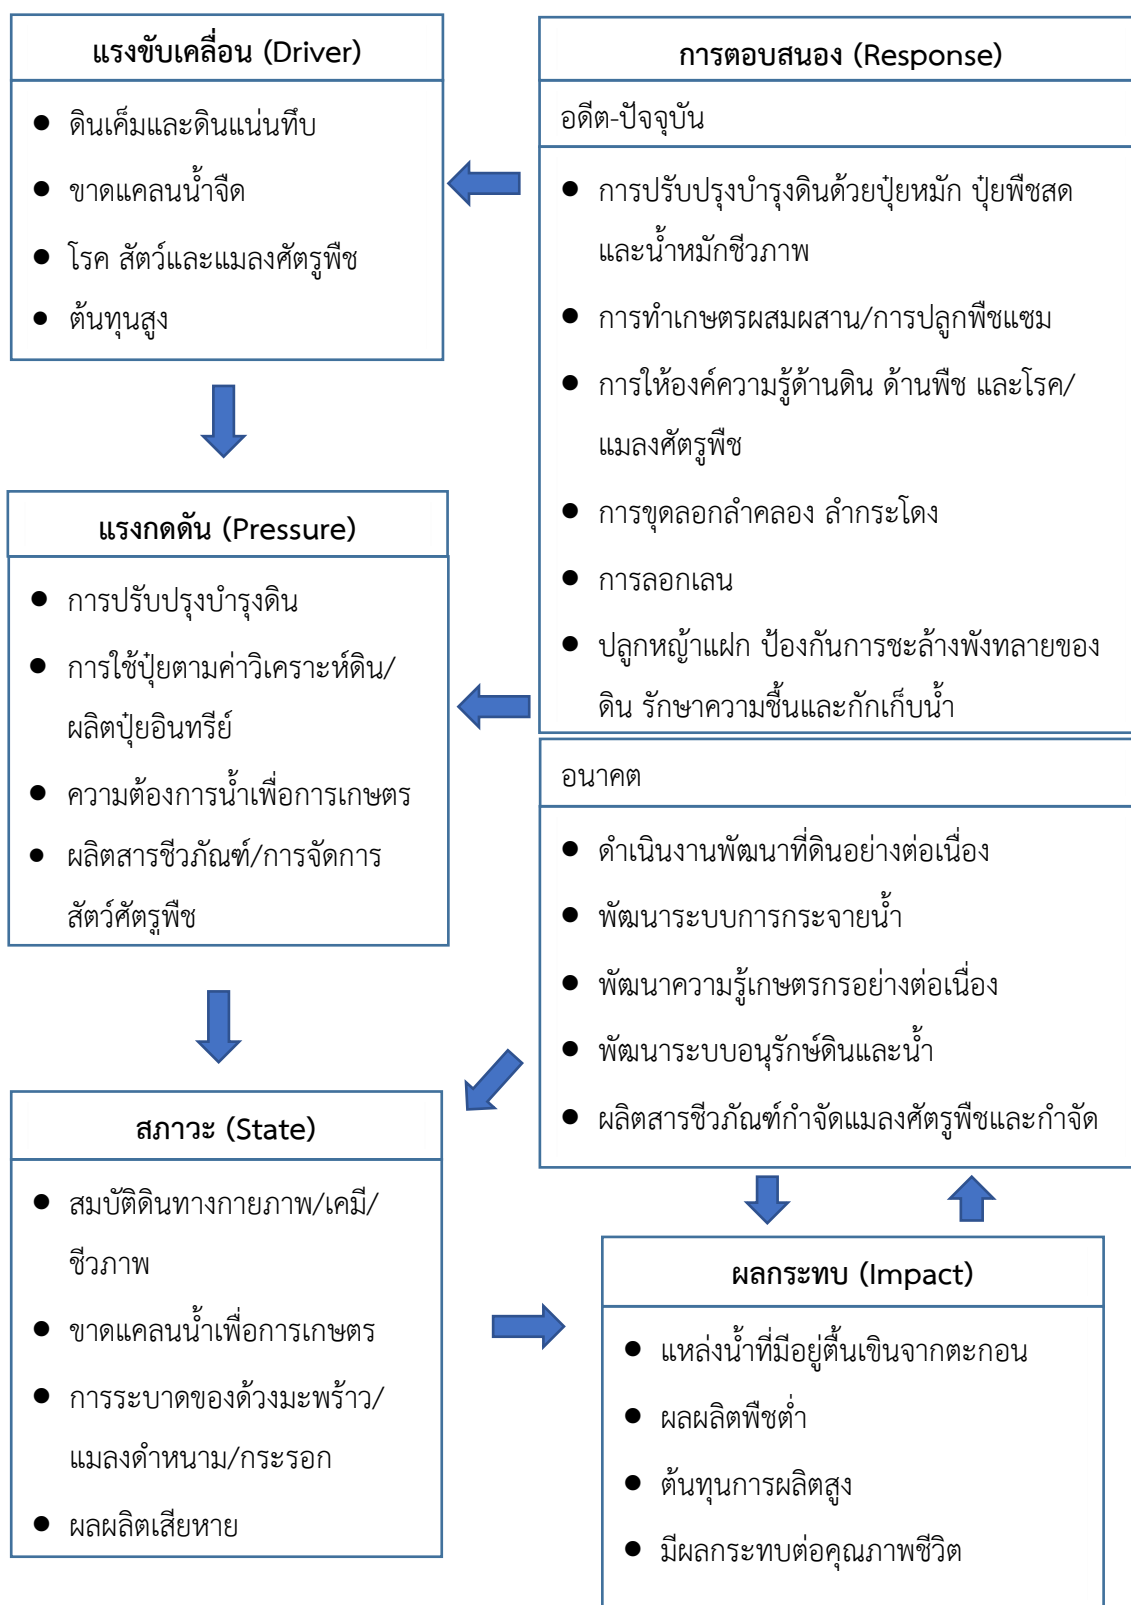 แรงขับเคลื่อน (Driver)
● ดินเค็มและดินแน่นทึบ
● ขาดแคลนน้ำจืด
● โรค สัตว์และแมลงศัตรูพืช
● ต้นทุนสูง
แรงกดดัน (Pressure)
● การปรับปรุงบำรุงดิน
● การใช้ปุ๋ยตามค่าวิเคราะห์ดิน/
ผลิตปุ๋ยอินทรีย์
● ความต้องการน้ำเพื่อการเกษตร
● ผลิตสารชีวภัณฑ์/การจัดการ
สัตว์ศัตรูพืช
สภาวะ (State)
● สมบัติดินทางกายภาพ/เคมี/
ชีวภาพ
● ขาดแคลนน้ำเพื่อการเกษตร
● การระบาดของด้วงมะพร้าว/
แมลงดำหนาม/กระรอก
● ผลผลิตเสียหาย
การตอบสนอง (Response)
อดีต-ปัจจุบัน
● การปรับปรุงบำรุงดินด้วยปุ๋ยหมัก ปุ๋ยพืชสด
และน้ำหมักชีวภาพ
● การทำเกษตรผสมผสาน/การปลูกพืชแซม
● การให้องค์ความรู้ด้านดิน ด้านพืช และโรค/
แมลงศัตรูพืช
● การขุดลอกลำคลอง ลำกระโดง
● การลอกเลน
● ปลูกหญ้าแฝก ป้องกันการชะล้างพังทลายของ
ดิน รักษาความชื้นและกักเก็บน้ำ
อนาคต
● ดำเนินงานพัฒนาที่ดินอย่างต่อเนื่อง
● พัฒนาระบบการกระจายน้ำ
● พัฒนาความรู้เกษตรกรอย่างต่อเนื่อง
● พัฒนาระบบอนุรักษ์ดินและน้ำ
● ผลิตสารชีวภัณฑ์กำจัดแมลงศัตรูพืชและกำจัด
ผลกระทบ (Impact)
● แหล่งน้ำที่มีอยู่ตื้นเขินจากตะกอน
● ผลผลิตพืชต่ำ
● ต้นทุนการผลิตสูง
● มีผลกระทบต่อคุณภาพชีวิต